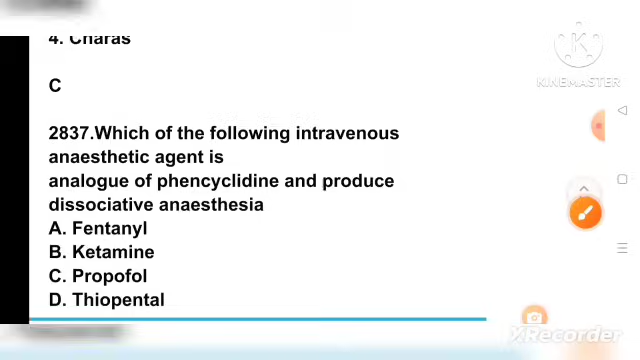 4. Charas
C
2837.Which of the following intravenous
anaesthetic agent is
analogue of phencyclidine and produce
dissociative anaesthesia
A. Fentanyl
B. Ketamine
C. Propofol
D. Thiopental
K
KINEMASTER
XRecorder